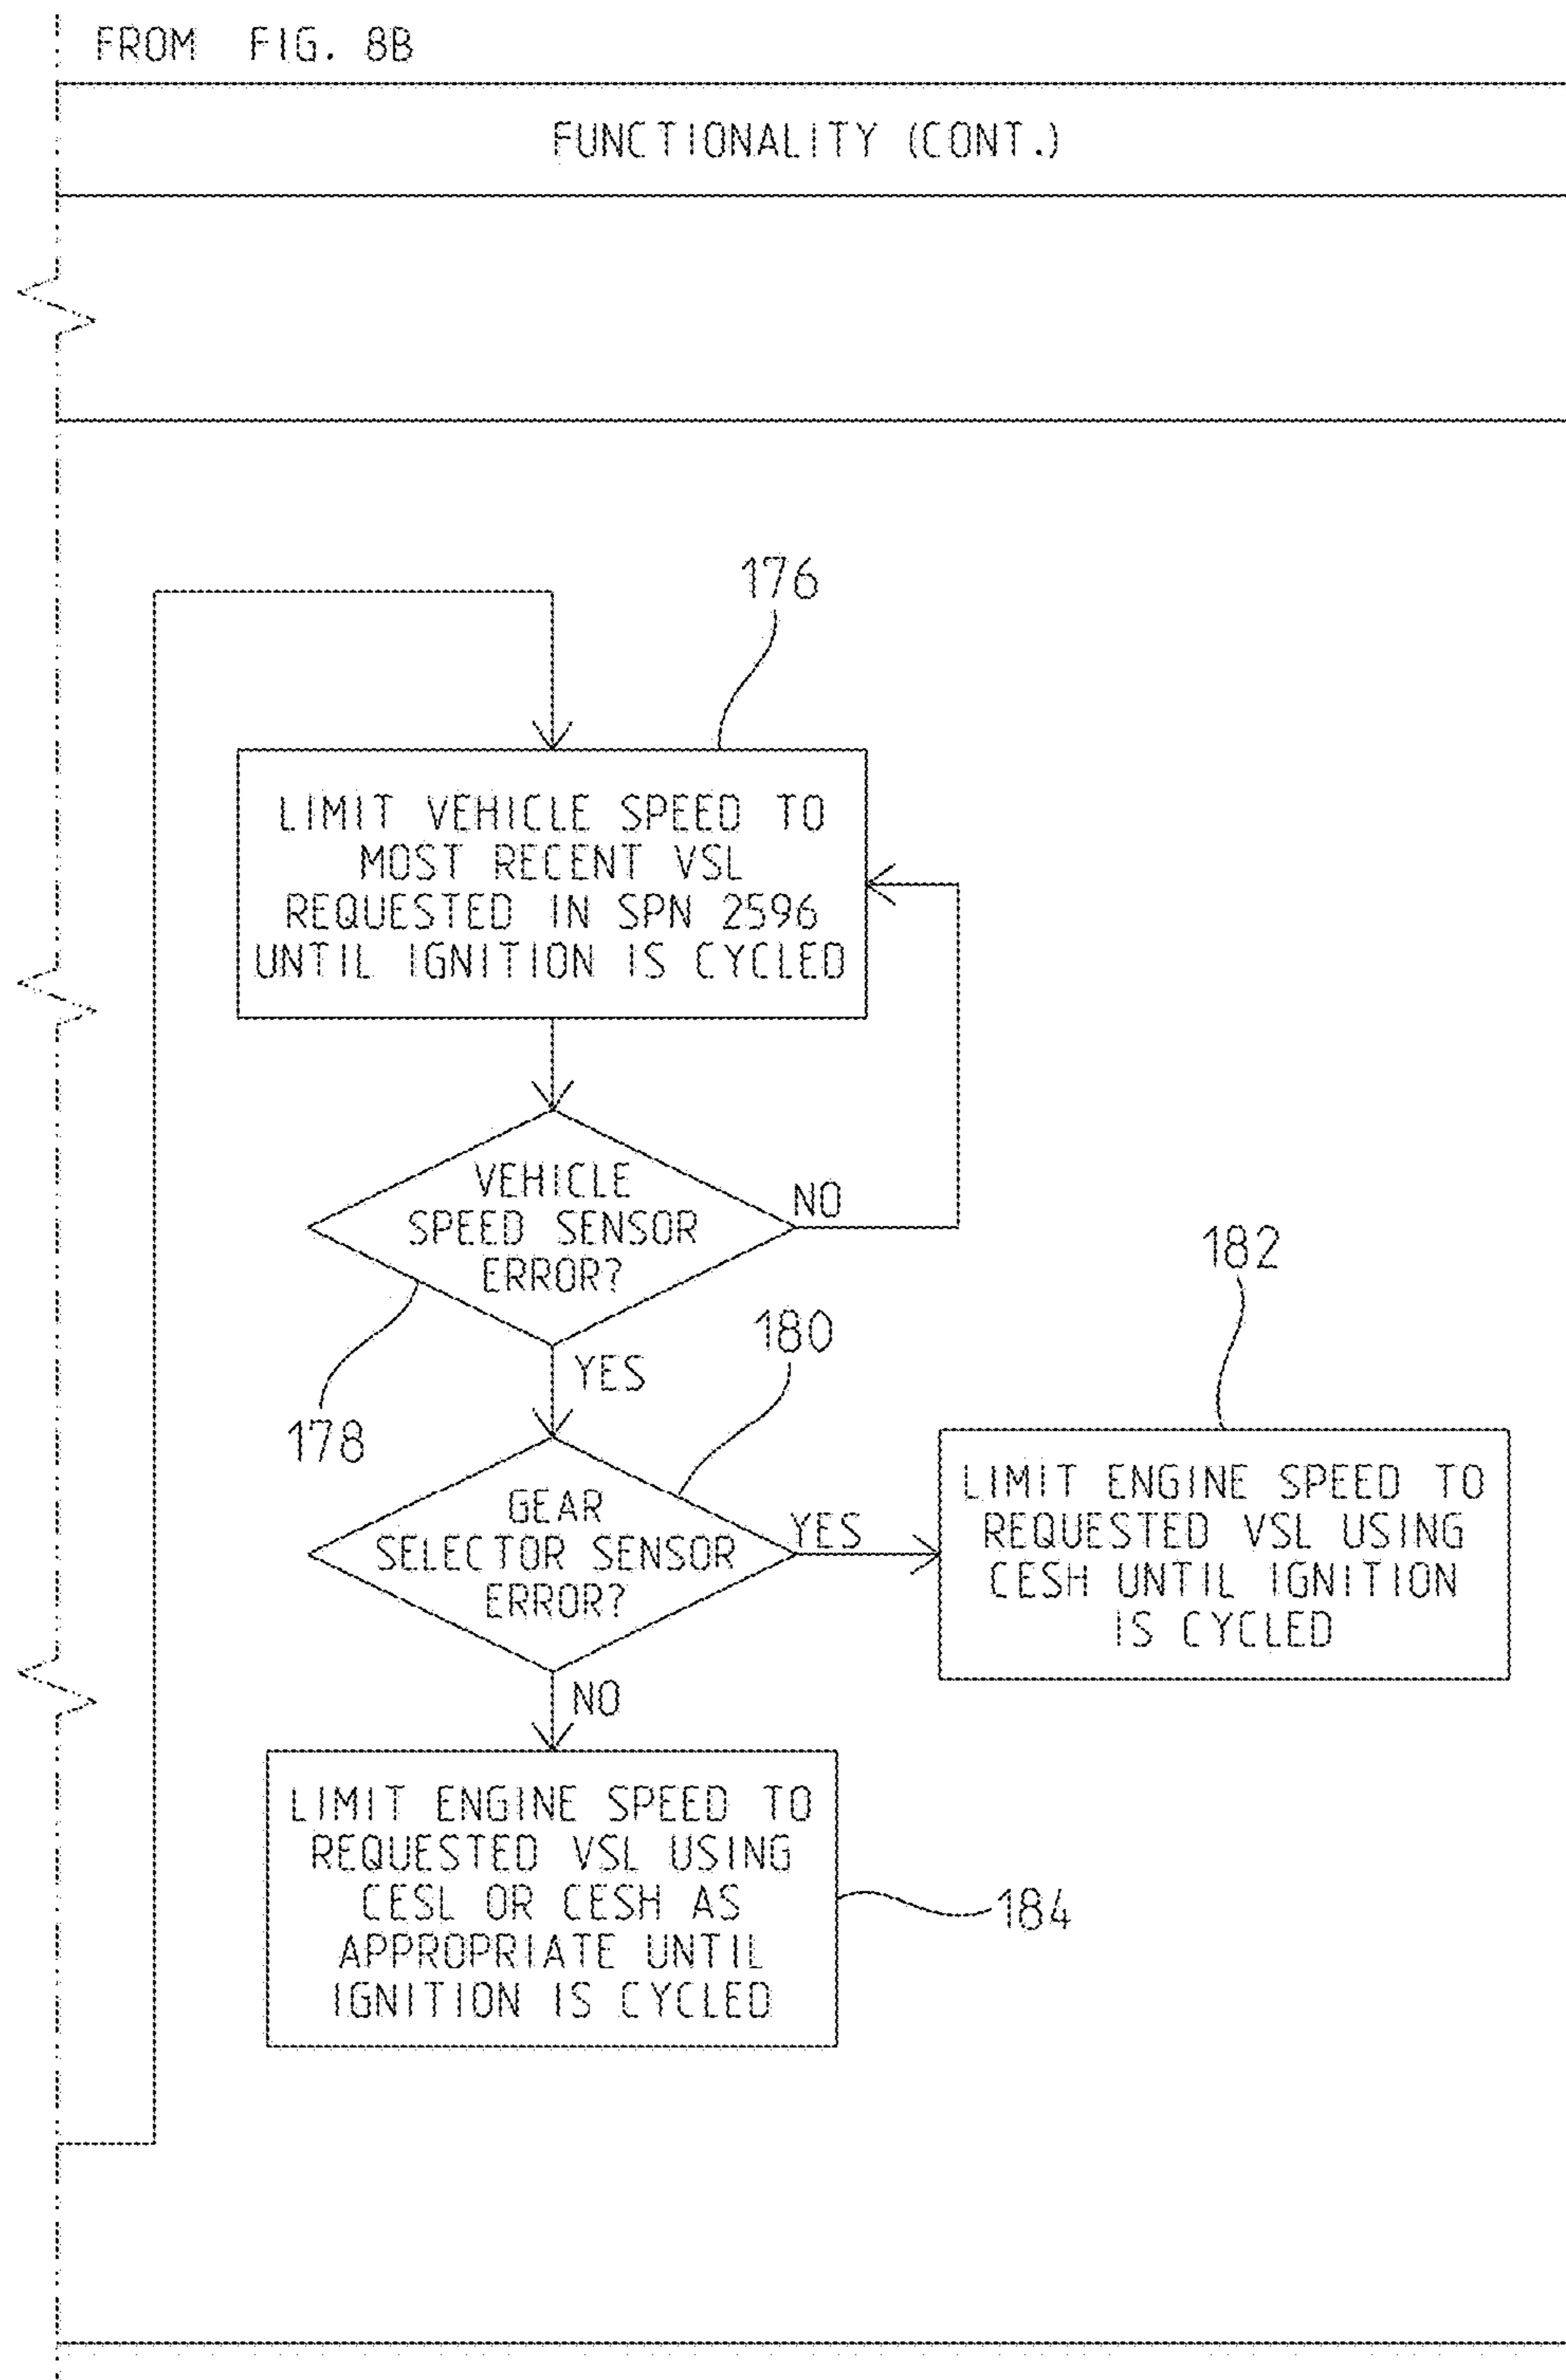 FROM FIG. 8B
FUNCTIONALITY (CONT.)
176
LIMIT VEHICLE SPEED TO
MOST RECENT VSL
REQUESTED IN SPN 2596
UNTIL IGNITION IS CYCLED
VEHICLE
SPEED SENSOR
ERROR?
NO
182
180
YES
178
LIMIT ENGINE SPEED TO
REQUESTED VSL USING
CESH UNTIL IGNITION
IS CYCLED
GEAR
SELECTOR SENSOR
ERROR?
YES
NO
LIMIT ENGINE SPEED TO
REQUESTED VSL USING
CESL OR CESH AS
APPROPRIATE UNTIL
IGNITION IS CYCLED
184